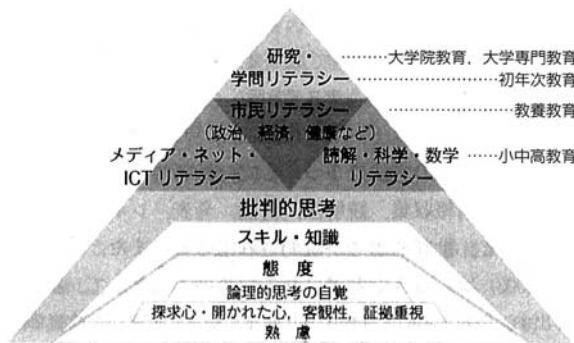 研究・ ………大学院教育，大学専門教育
学問リテラシー ………初年次教育
市民リテラシー ………教養教育
（政治，経済，健康など）
メディア・ネット・ 読解・科学・数学 ……小中高教育
ICTリテラシー リテラシー
批判的思考
スキル・知識
態　度
論理的思考の自覚
探求心・開かれた心，客観性，証拠重視
熟　慮